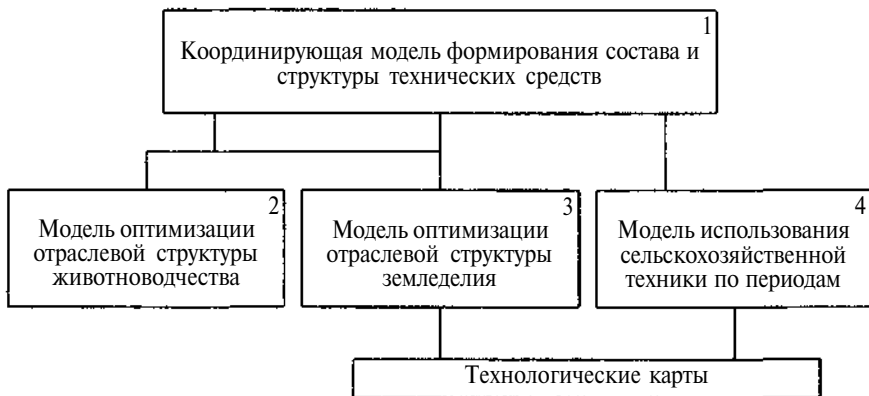 1
Координирующая модель формирования состава и
структуры технических средств
2
Модель оптимизации
отраслевой структуры
животноводчества
3
Модель оптимизации
отраслевой структуры
земледелия
4
Модель использования
сельскохозяйственной
техники по периодам
Технологические карты